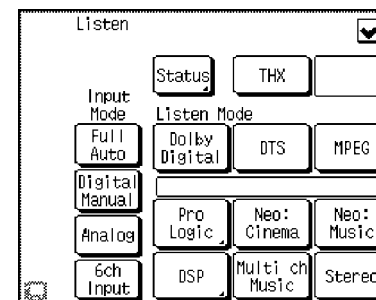 Listen
Status
THX
Input
Mode
Listen Mode
Full
Auto
Dolby
Digital
DTS
MPEG
Digital
Manual
Analog
Pro
Logic
Neo:
Cinema
Neo:
Music
6ch
Input
DSP
Multi ch
Music
Stereo